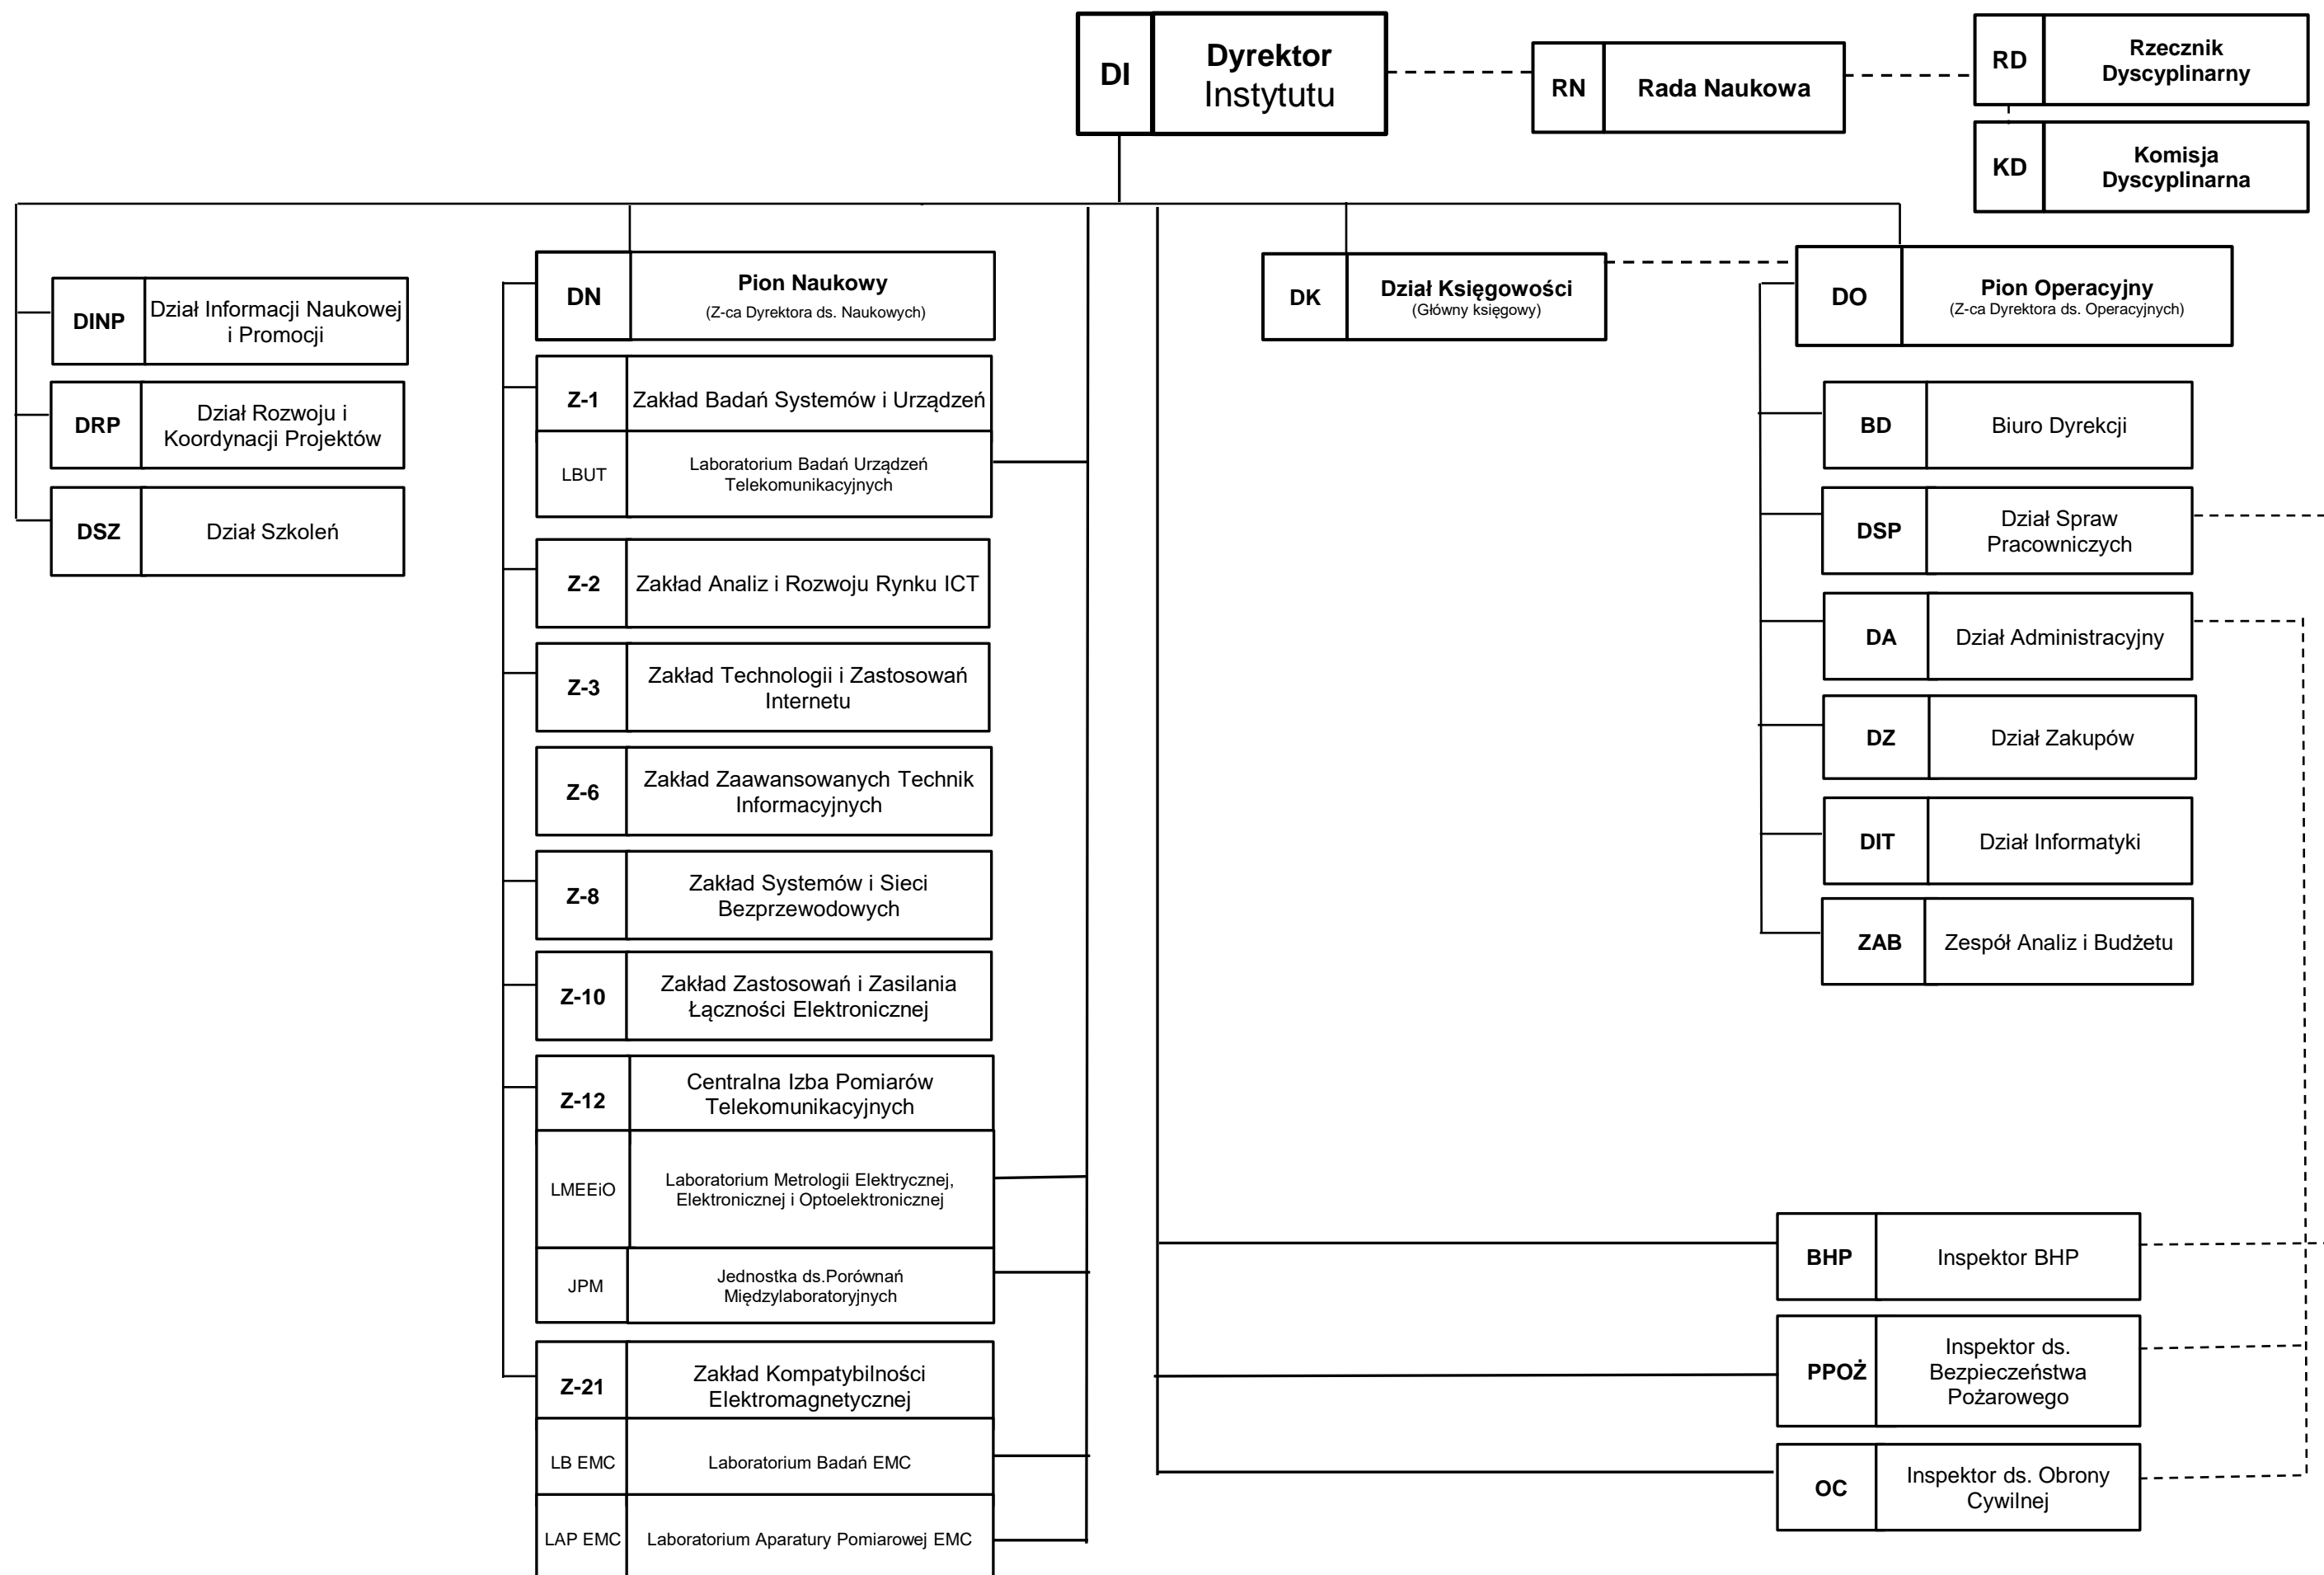 DI
Dyrektor
Instytutu
RN
Rada Naukowa
RD
Rzecznik
Dyscyplinarny
KD
Komisja
Dyscyplinarna
DINP
Dział Informacji Naukowej
i Promocji
DRP
Dział Rozwoju i
Koordynacji Projektów
DSZ
Dział Szkoleń
DN
Pion Naukowy
(Z-ca Dyrektora ds. Naukowych)
Z-1
Zakład Badań Systemów i Urządzeń
LBUT
Laboratorium Badań Urządzeń
Telekomunikacyjnych
Z-2
Zakład Analiz i Rozwoju Rynku ICT
Z-3
Zakład Technologii i Zastosowań
Internetu
Z-6
Zakład Zaawansowanych Technik
Informacyjnych
Z-8
Zakład Systemów i Sieci
Bezprzewodowych
Z-10
Zakład Zastosowań i Zasilania
Łączności Elektronicznej
Z-12
Centralna Izba Pomiarów
Telekomunikacyjnych
LMEEiO
Laboratorium Metrologii Elektrycznej,
Elektronicznej i Optoelektronicznej
JPM
Jednostka ds.Porównań
Międzylaboratoryjnych
Z-21
Zakład Kompatybilności
Elektromagnetycznej
LB EMC
Laboratorium Badań EMC
LAP EMC
Laboratorium Aparatury Pomiarowej EMC
DK
Dział Księgowości
(Główny księgowy)
DO
Pion Operacyjny
(Z-ca Dyrektora ds. Operacyjnych)
BD
Biuro Dyrekcji
DSP
Dział Spraw
Pracowniczych
DA
Dział Administracyjny
DZ
Dział Zakupów
DIT
Dział Informatyki
ZAB
Zespół Analiz i Budżetu
BHP
Inspektor BHP
PPOŻ
Inspektor ds.
Bezpieczeństwa
Pożarowego
OC
Inspektor ds. Obrony
Cywilnej